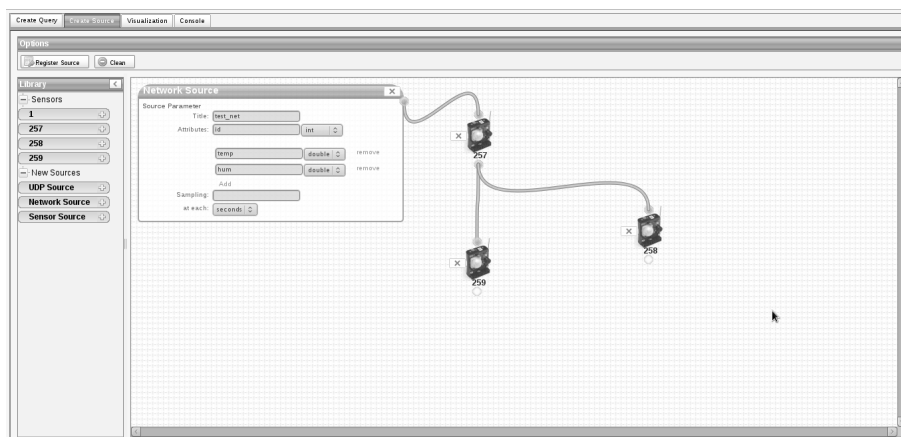 Create Query Create Source Visualization Console
Options
Register Source Clean
Library
Sensors
1
257
258
259
New Sources
UDP Source
Network Source
Sensor Source
Network Source
Source Parameter
Title: test_net
Attributes: id int
temp double remove
hum double remove
Add
Sampling:
at each: seconds
257
258
259